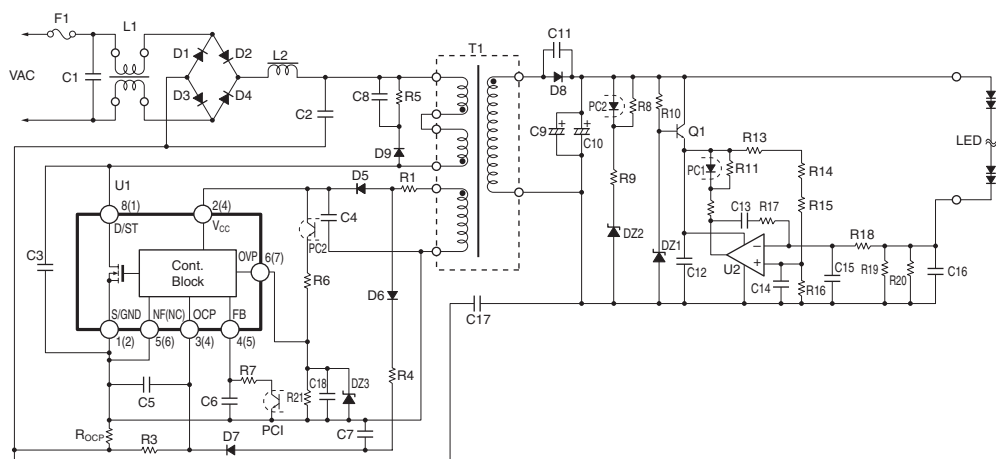 F1
L1
VAC
C1
D1
D2
D3
D4
L2
C2
C8
R5
D9
T1
C11
D8
C9
+
+
C10
PC2
R8
R9
DZ2
R10
Q1
DZ1
PC1
R11
R13
R14
R15
C13
R17
−
+
U2
C12
C14
R16
C15
R18
R19
R20
C16
LED
C17
U1
8(1)
D/ST
2(4)
VCC
OVP
6(7)
Cont.
Block
S/GND
NF(NC)
OCP
FB
1(2)
5(6)
3(4)
4(5)
C3
D5
R1
C4
PC2
R6
D6
R4
R7
C5
C6
PCI
R21
C18
DZ3
C7
ROCP
R3
D7